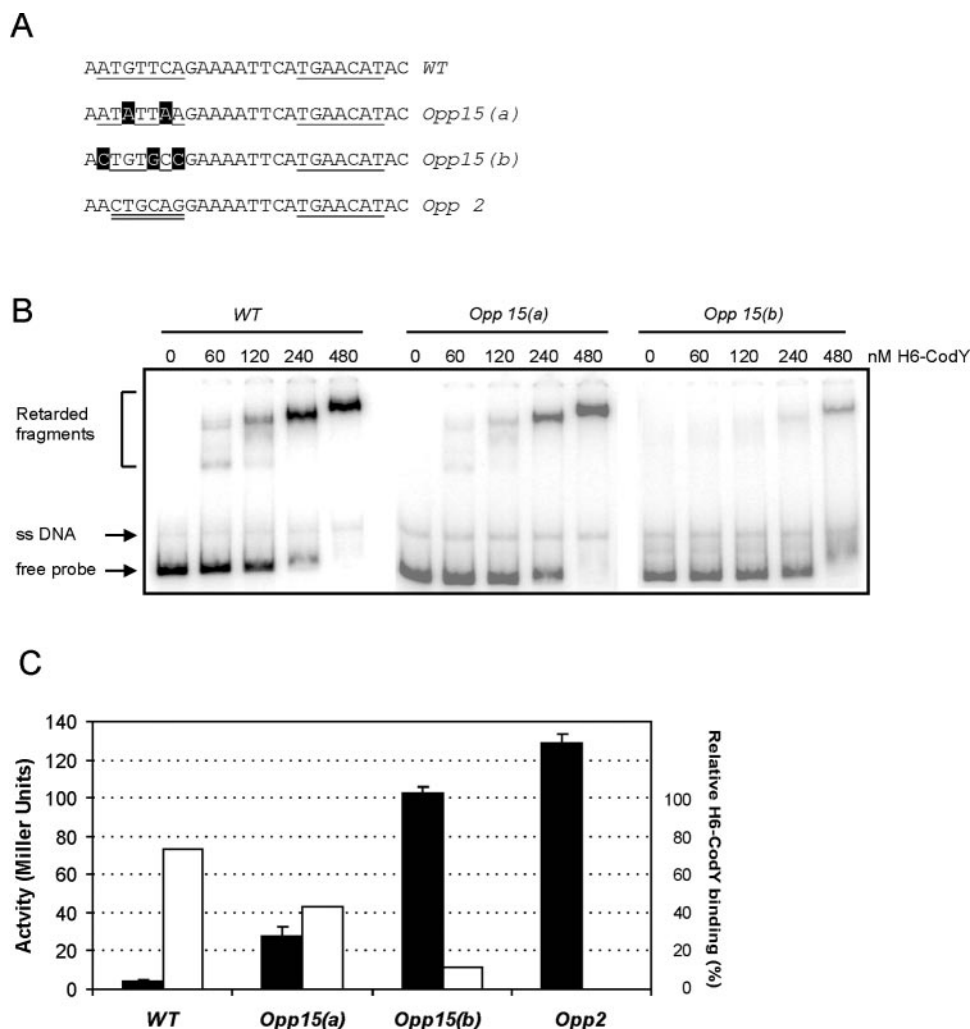 A
AATGTTCAGAAAATTCATGAACATAC WT
AATATTAAGAAAATTCATGAACATAC Opp15(a)
ACTGTGCCGAAAATTCATGAACATAC Opp15(b)
AACTGCAGGAAAATTCATGAACATAC Opp 2
B
WT Opp 15(a) Opp 15(b)
0 60 120 240 480 0 60 120 240 480 0 60 120 240 480 nM H6-CodY
Retarded
fragments
ss DNA
free probe
C
Actvity (Miller Units)
140
120
100
80
60
40
20
0
Relative H6-CodY binding (%)
100
80
60
40
20
0
WT Opp15(a) Opp15(b) Opp2